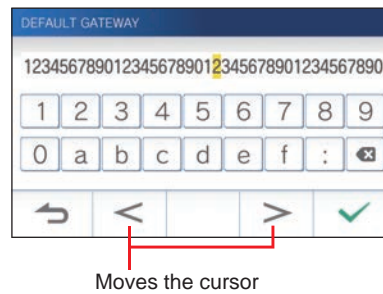 DEFAULT GATEWAY
1234567890123456789012345678901234567890
1 2 3 4 5 6 7 8 9
0 a b c d e f :
< >
Moves the cursor